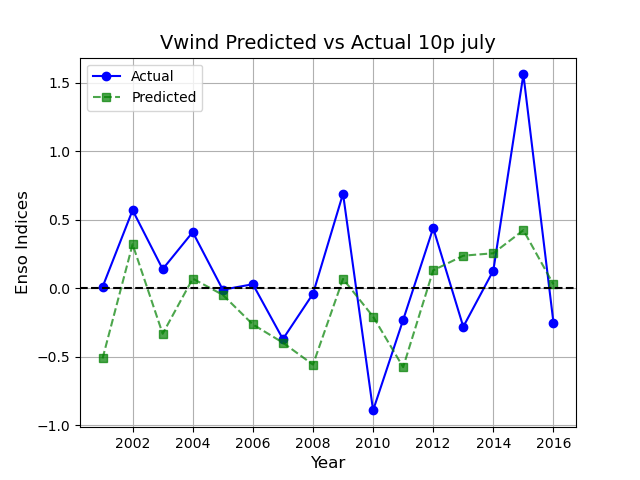 Vwind Predicted vs Actual 10p july
Actual
Predicted
1.5
1.0
0.5
0.0
−0.5
−1.0
Enso Indices
2002 2004 2006 2008 2010 2012 2014 2016
Year